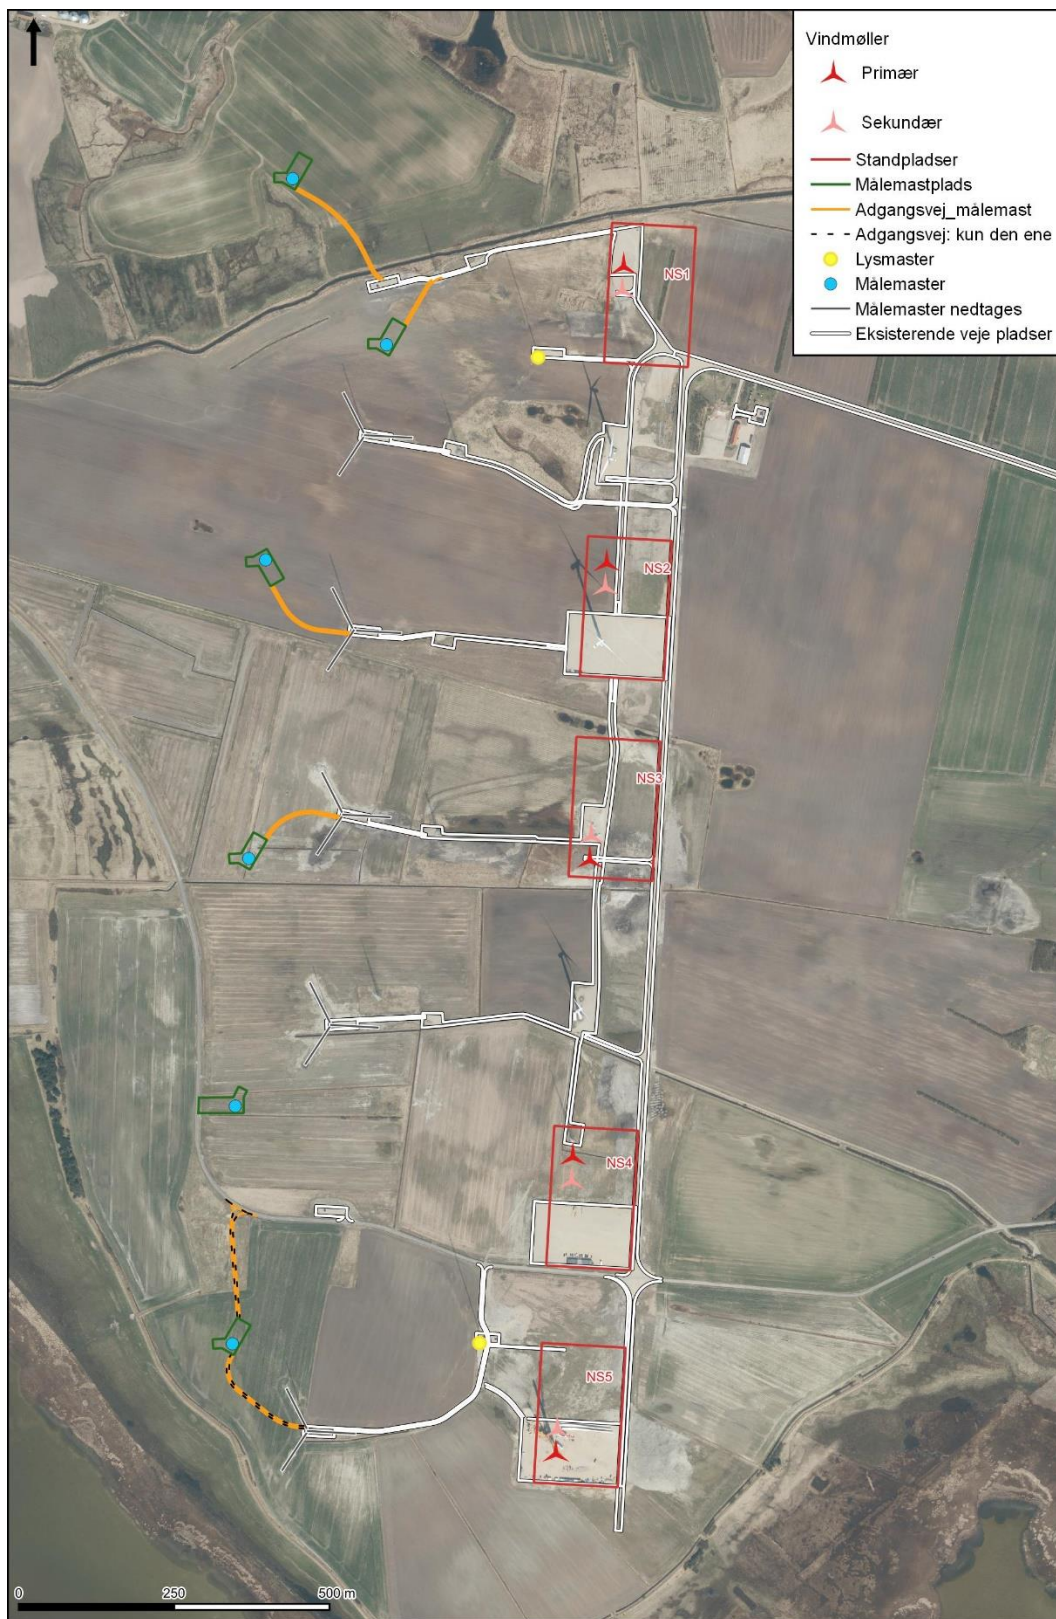 Vindmøller
Primær
Sekundær
Standpladser
Målemastplads
Adgangsvej_målemast
Adgangsvej: kun den ene
Lysmaster
Målemaster
Målemaster nedtages
Eksisterende veje pladser
NS1
NS2
NS3
NS4
NS5
0 250 500 m